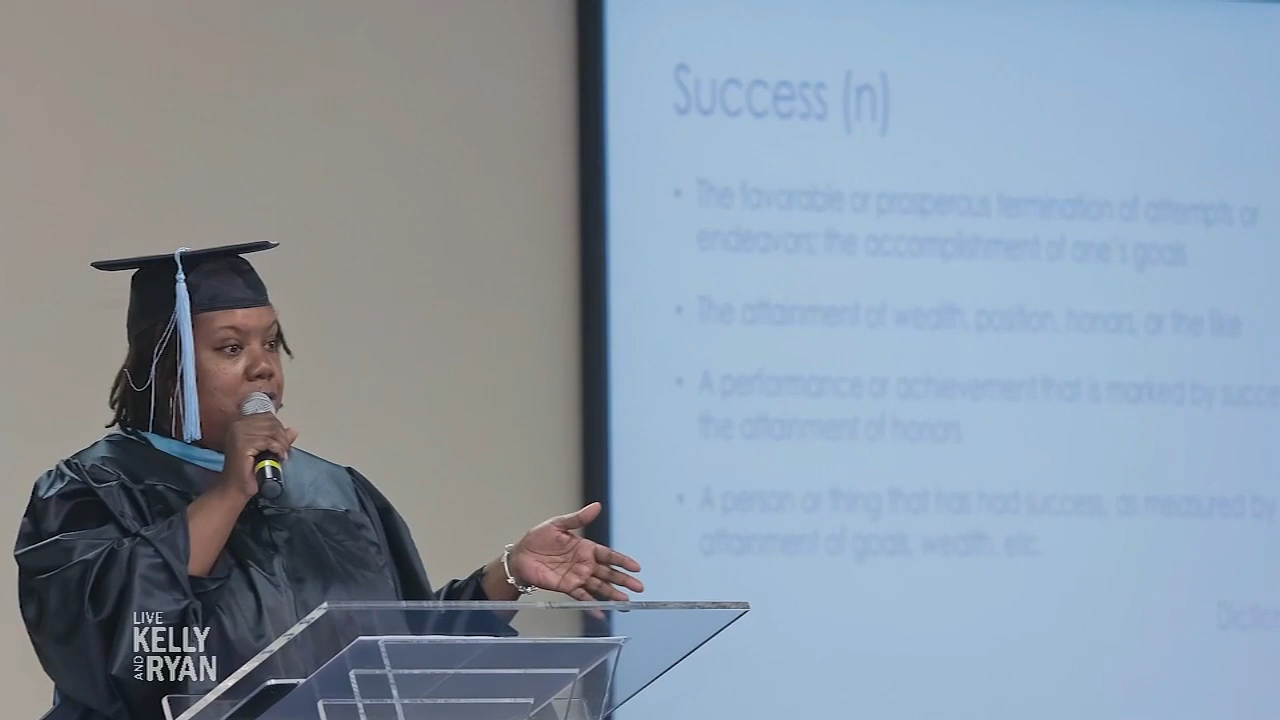 Success (n)
• The favorable or prosperous termination of attempts or
endeavors; the accomplishment of one's goals
• The attainment of wealth, position, honors, or the like
• A performance or achievement that is marked by succe
the attainment of honors
• A person or thing that has had success, as measured by
attainment of goals, wealth, etc.
Dictio
LIVE
KELLY
AND RYAN